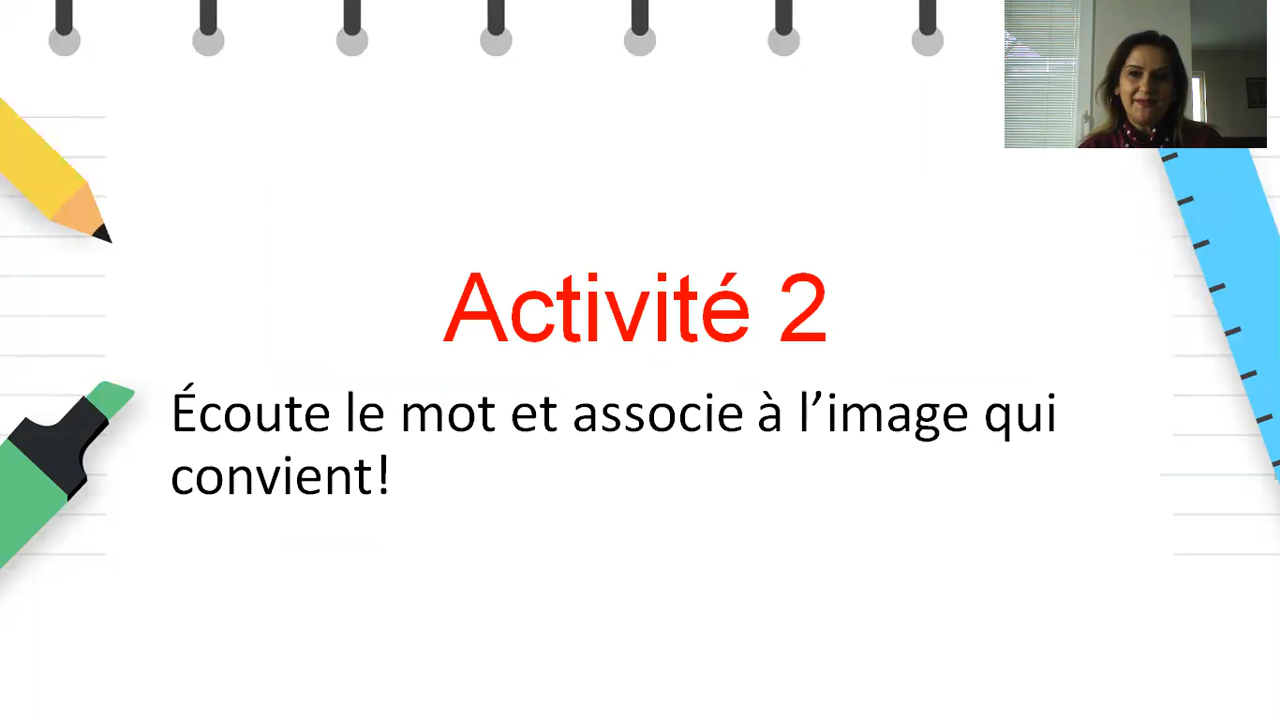 Activité 2
Écoute le mot et associe à l’image qui
convient!